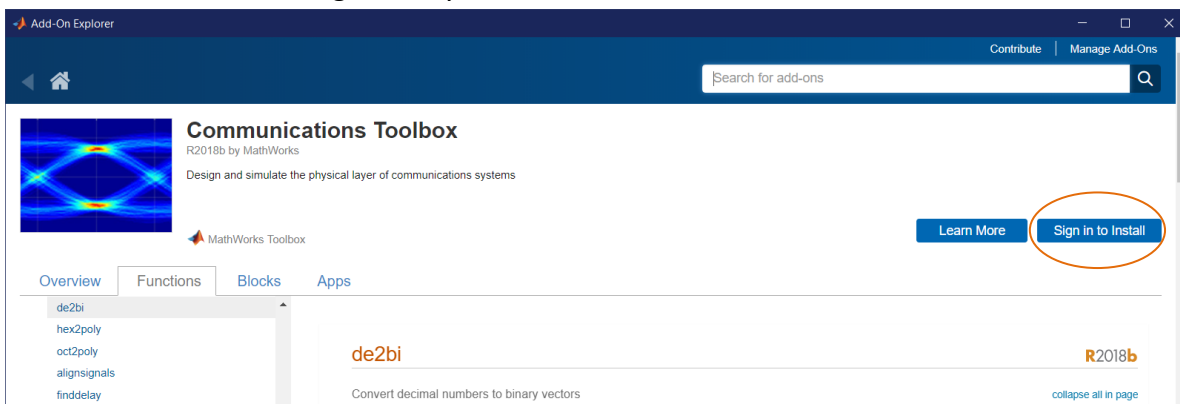 Add-On Explorer
Contribute | Manage Add-Ons
Search for add-ons
Communications Toolbox
R2018b by MathWorks
Design and simulate the physical layer of communications systems
MathWorks Toolbox
Learn More
Sign in to Install
Overview
Functions
Blocks
Apps
de2bi
hex2poly
oct2poly
alignsignals
finddelay
de2bi
R2018b
Convert decimal numbers to binary vectors
collapse all in page